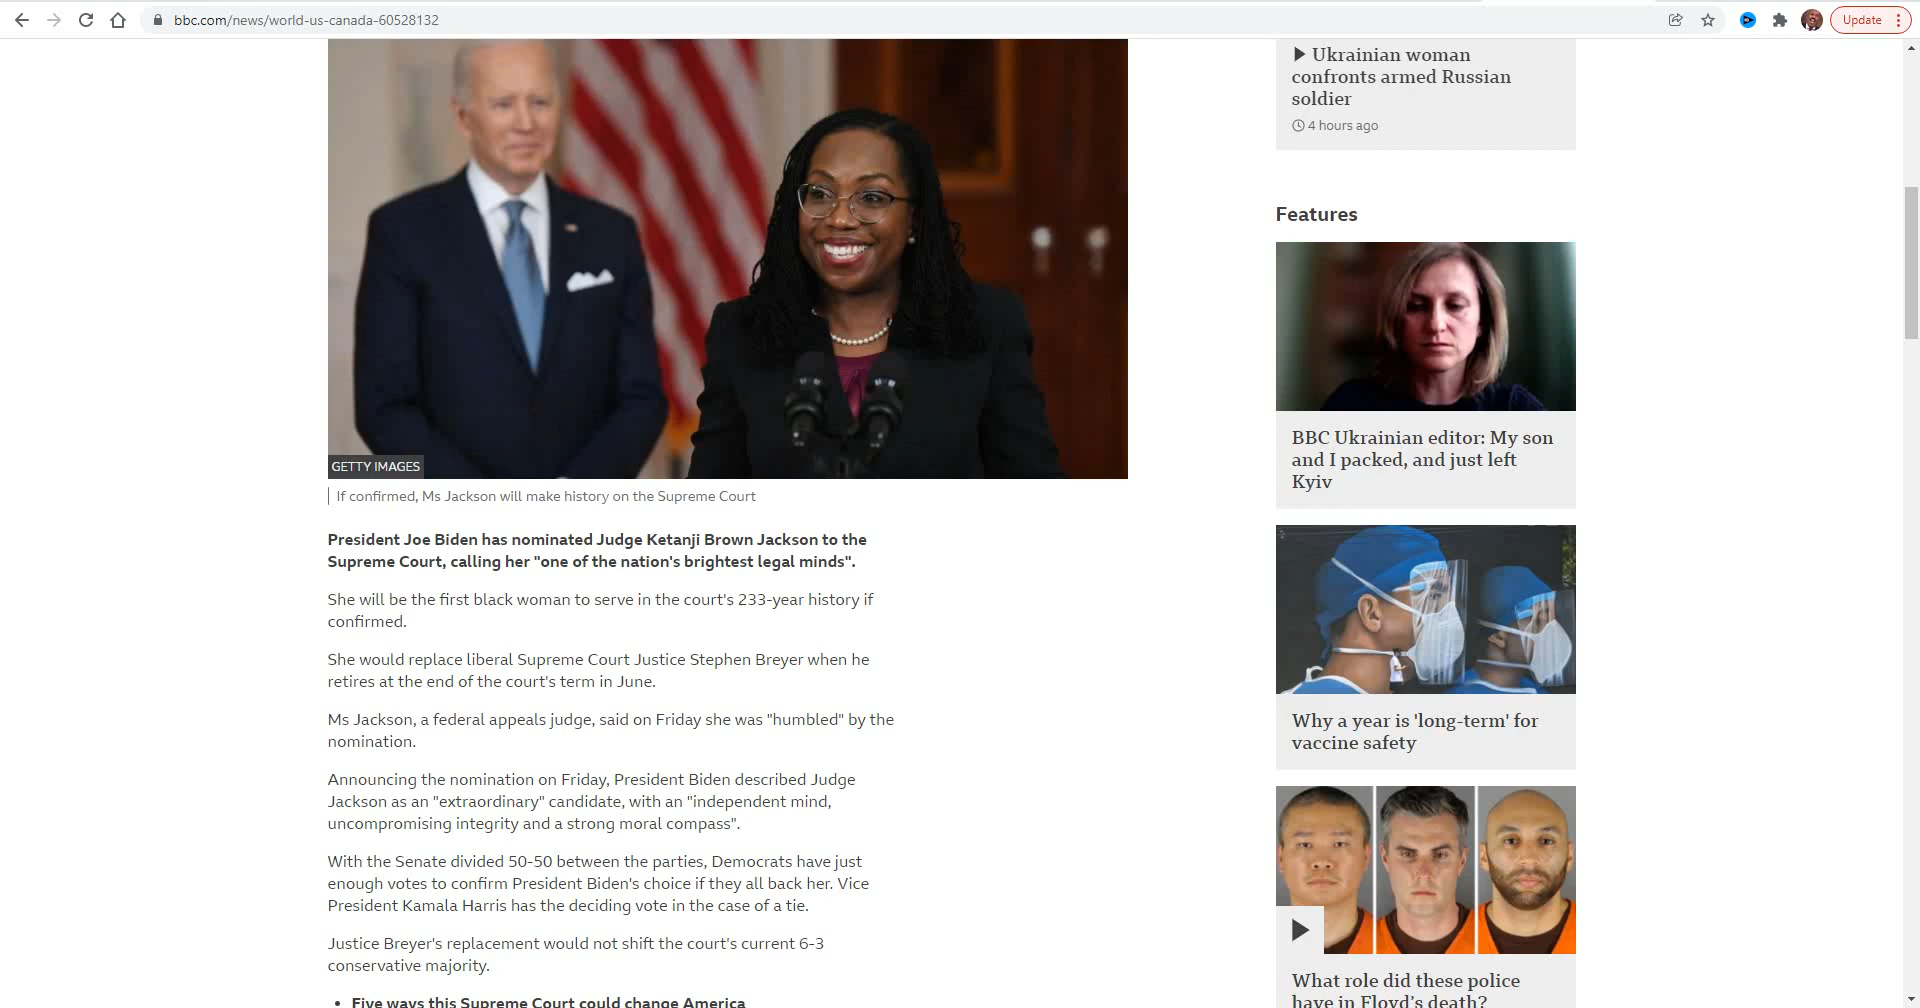 bbc.com/news/world-us-canada-60528132
Update
GETTY IMAGES
If confirmed, Ms Jackson will make history on the Supreme Court
President Joe Biden has nominated Judge Ketanji Brown Jackson to the
Supreme Court, calling her "one of the nation's brightest legal minds".
She will be the first black woman to serve in the court's 233-year history if
confirmed.
She would replace liberal Supreme Court Justice Stephen Breyer when he
retires at the end of the court's term in June.
Ms Jackson, a federal appeals judge, said on Friday she was "humbled" by the
nomination.
Announcing the nomination on Friday, President Biden described Judge
Jackson as an "extraordinary" candidate, with an "independent mind,
uncompromising integrity and a strong moral compass".
With the Senate divided 50-50 between the parties, Democrats have just
enough votes to confirm President Biden's choice if they all back her. Vice
President Kamala Harris has the deciding vote in the case of a tie.
Justice Breyer's replacement would not shift the court's current 6-3
conservative majority.
• Five ways this Supreme Court could change America
Ukrainian woman
confronts armed Russian
soldier
4 hours ago
Features
BBC Ukrainian editor: My son
and I packed, and just left
Kyiv
Why a year is 'long-term' for
vaccine safety
What role did these police
have in Floyd's death?